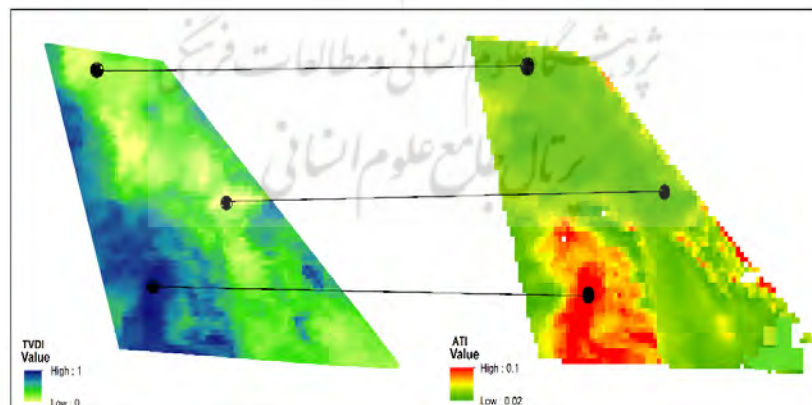 پژوهشگاه علوم انسانی و مطالعات فرهنگی
پرتال جامع علوم انسانی
TVDI
Value
High : 1
Low : 0
ATI
Value
High : 0.1
Low : 0.02